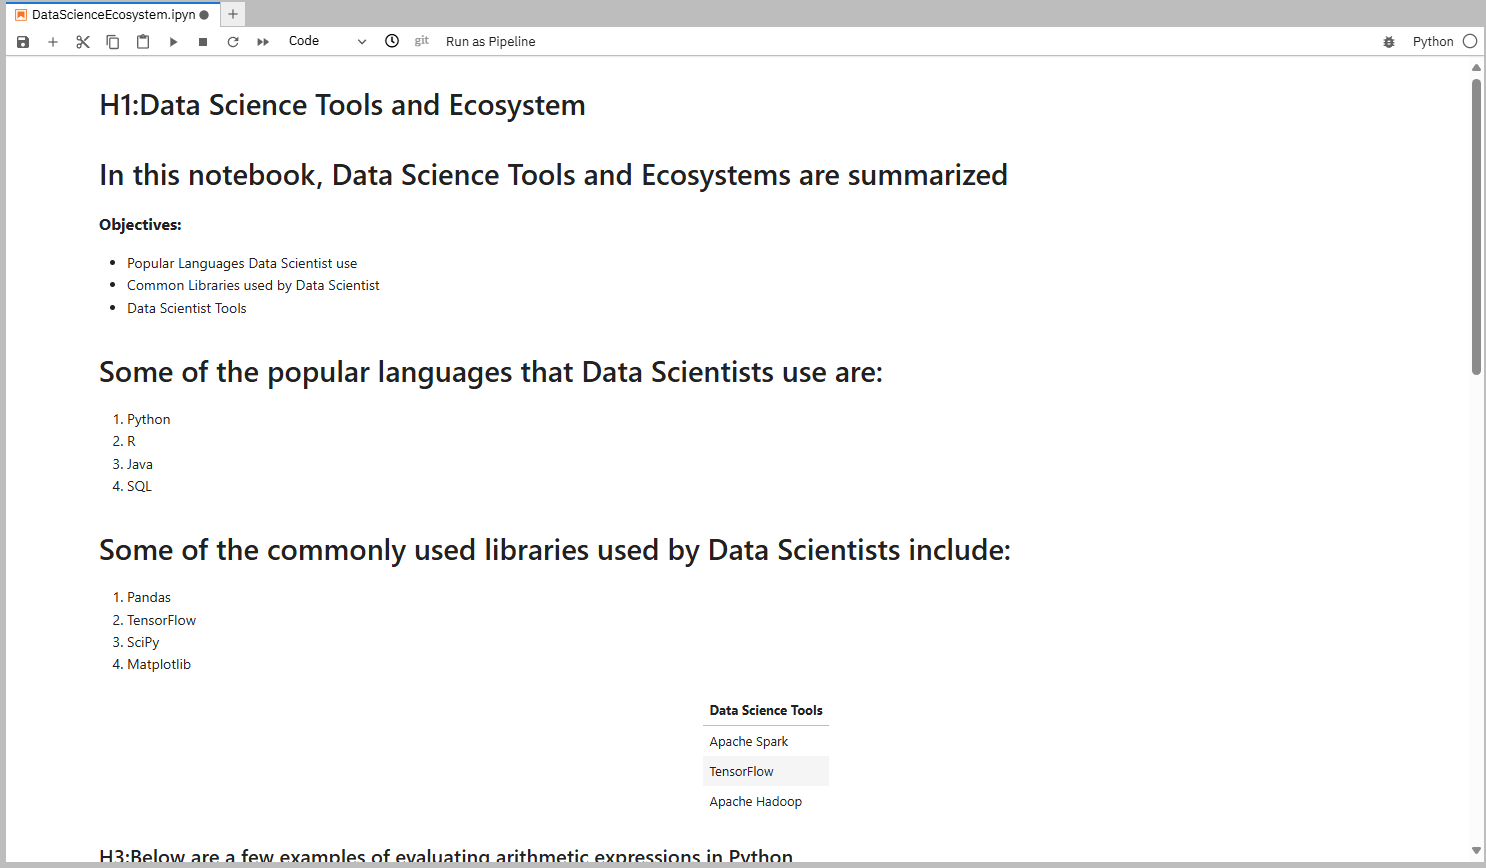 DataScienceEcosystem.ipyn
Code
git
Run as Pipeline
Python
H1:Data Science Tools and Ecosystem
In this notebook, Data Science Tools and Ecosystems are summarized
Objectives:
Popular Languages Data Scientist use
Common Libraries used by Data Scientist
Data Scientist Tools
Some of the popular languages that Data Scientists use are:
1. Python
2. R
3. Java
4. SQL
Some of the commonly used libraries used by Data Scientists include:
1. Pandas
2. TensorFlow
3. SciPy
4. Matplotlib
Data Science Tools
Apache Spark
TensorFlow
Apache Hadoop
H3:Below are a few examples of evaluating arithmetic expressions in Python